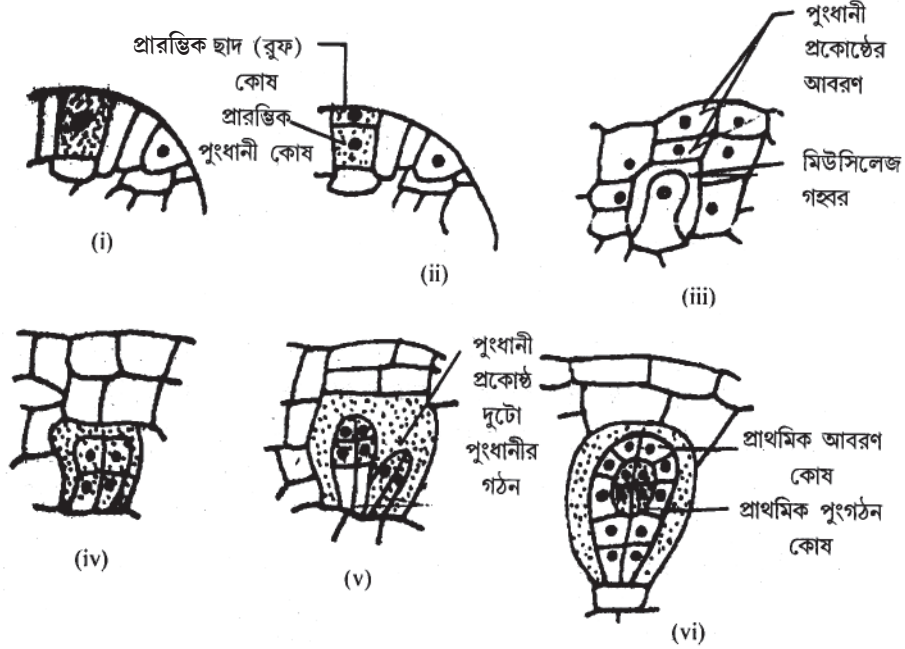 প্রারম্ভিক ছাদ (রুফ)
কোষ
প্রারম্ভিক
পুংধানী কোষ
পুংধানী
প্রকোষ্ঠের
আবরণ
মিউসিলেজ
গহ্বর
(i)
(ii)
(iii)
পুংধানী
প্রকোষ্ঠ
দুটো
পুংধানীর
গঠন
প্রাথমিক আবরণ
কোষ
প্রাথমিক পুংগঠন
কোষ
(iv)
(v)
(vi)